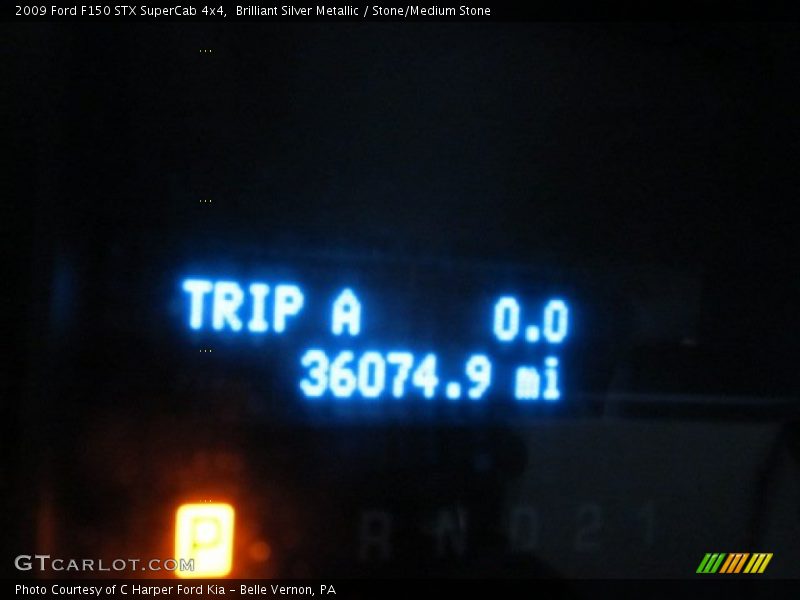 2009 Ford F150 STX SuperCab 4x4,  Brilliant Silver Metallic / Stone/Medium Stone
TRIP A 0.0
36074.9 mi
P R N D 2 1
GTCARLOT.COM
Photo Courtesy of C Harper Ford Kia - Belle Vernon, PA